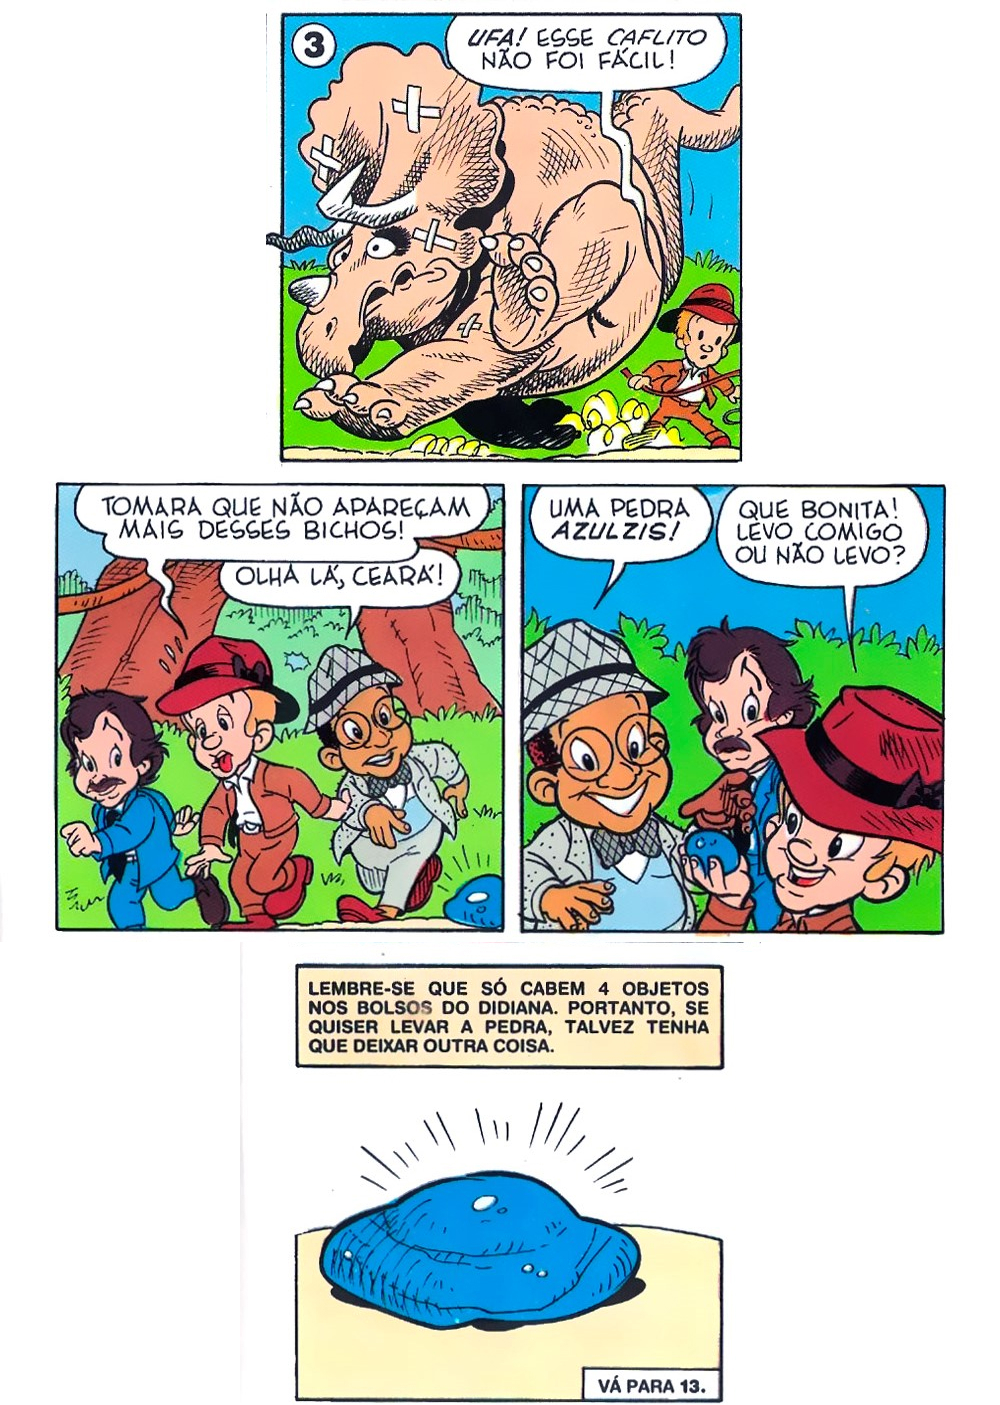 3
UFA! ESSE CAFLITO
NÃO FOI FÁCIL!
TOMARA QUE NÃO APAREÇAM
MAIS DESSES BICHOS!
OLHA LÁ, CEARÁ!
UMA PEDRA
AZULZIS!
QUE BONITA!
LEVO COMIGO
OU NÃO LEVO?
LEMBRE-SE QUE SÓ CABEM 4 OBJETOS
NOS BOLSOS DO DIDIANA. PORTANTO, SE
QUISER LEVAR A PEDRA, TALVEZ TENHA
QUE DEIXAR OUTRA COISA.
VÁ PARA 13.